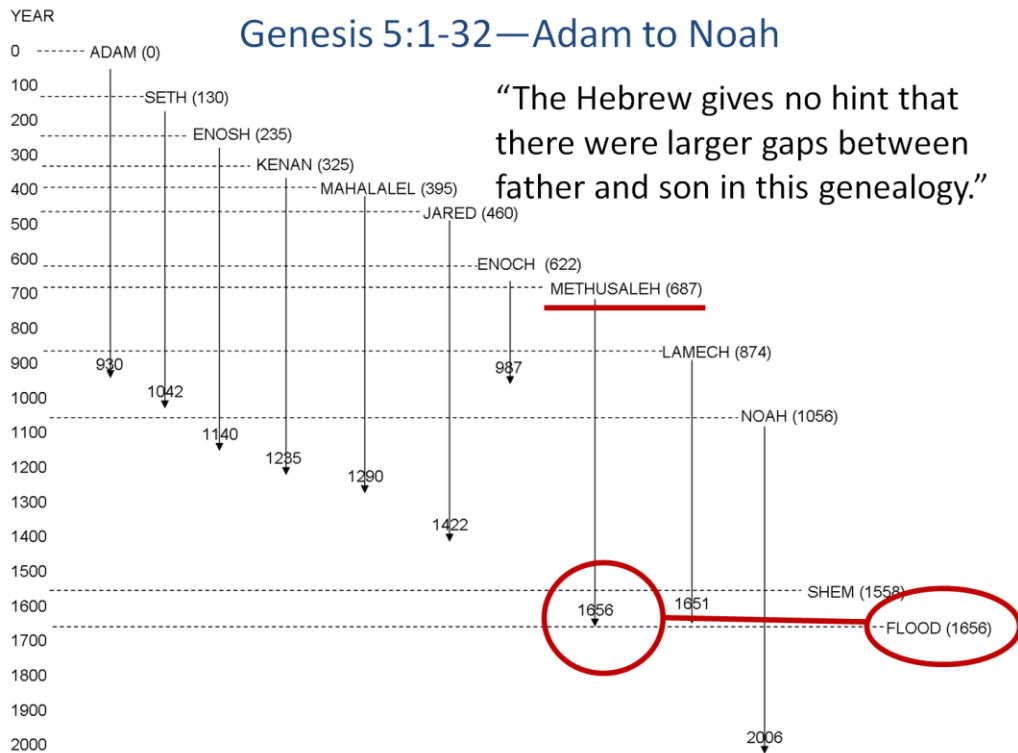 YEAR
Genesis 5:1-32—Adam to Noah
0
ADAM (0)
“The Hebrew gives no hint that
there were larger gaps between
father and son in this genealogy.”
100
SETH (130)
200
ENOSH (235)
300
KENAN (325)
400
MAHALALEL (395)
500
JARED (460)
600
ENOCH (622)
700
METHUSALEH (687)
800
LAMECH (874)
900
930
987
1000
1042
NOAH (1056)
1100
1140
1200
1235
1290
1300
1400
1422
1500
SHEM (1558)
1600
1656
1651
FLOOD (1656)
1700
1800
1900
2000
2006